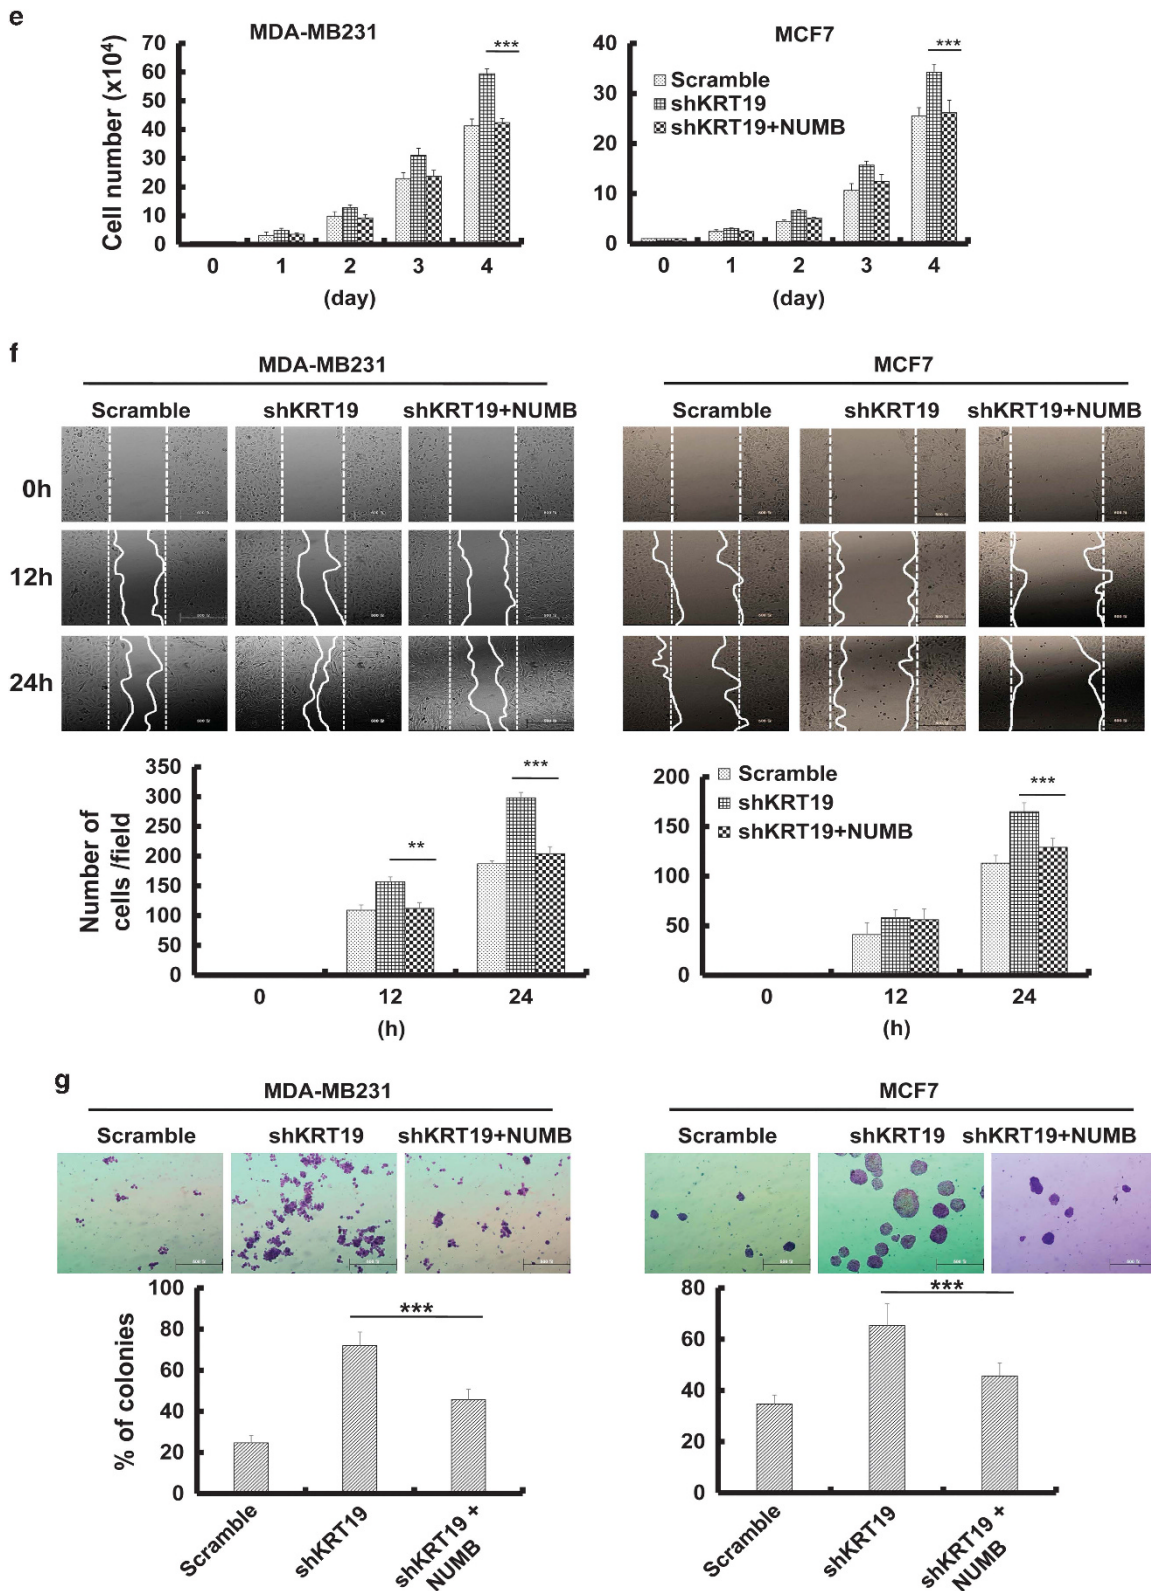 e
MDA-MB231
MCF7
Cell number (x10⁴)
70
60
50
40
30
20
10
0
***
0 1 2 3 4
(day)
40
30
20
10
0
***
Scramble
shKRT19
shKRT19+NUMB
0 1 2 3 4
(day)
f
MDA-MB231
MCF7
Scramble shKRT19 shKRT19+NUMB
Scramble shKRT19 shKRT19+NUMB
0h
12h
24h
Number of
cells /field
350
300
250
200
150
100
50
0
**
***
0 12 24
(h)
200
150
100
50
0
Scramble
shKRT19
shKRT19+NUMB
***
0 12 24
(h)
g
MDA-MB231
MCF7
Scramble shKRT19 shKRT19+NUMB
Scramble shKRT19 shKRT19+NUMB
% of colonies
100
80
60
40
20
0
***
Scramble
shKRT19
shKRT19 +
NUMB
80
60
40
20
0
***
Scramble
shKRT19
shKRT19 +
NUMB